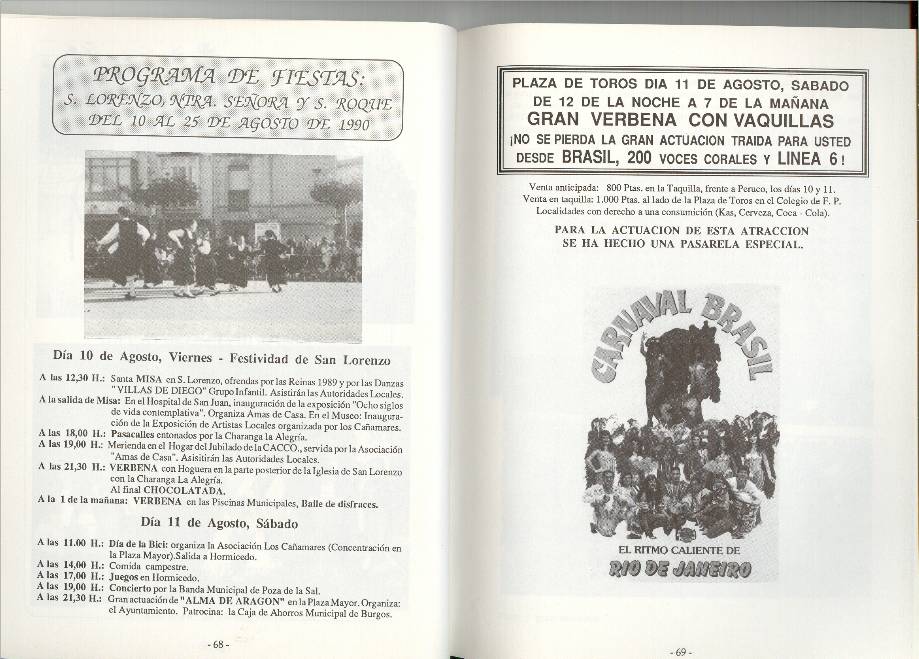 PROGRAMA DE FIESTAS:
S. LORENZO, NTRA. SEÑORA Y S. ROQUE
DEL 10 AL 25 DE AGOSTO DE 1990
Día 10 de Agosto, Viernes - Festividad de San Lorenzo
A las 12,30 H.: Santa MISA en S. Lorenzo, ofrendas por las Reinas 1989 y por las Danzas
"VILLAS DE DIEGO" Grupo Infantil. Asistirán las Autoridades Locales.
A la salida de Misa: En el Hospital de San Juan, inauguración de la exposición "Ocho siglos
de vida contemplativa". Organiza Amas de Casa. En el Museo: Inaugura-
ción de la Exposición de Artistas Locales organizada por los Cañamares.
A las 18,00 H.: Pasacalles entonados por la Charanga la Alegría.
A las 19,00 H.: Merienda en el Hogar del Jubilado de la CACCO., servida por la Asociación
"Amas de Casa". Asisitirán las Autoridades Locales.
A las 21,30 H.: VERBENA con Hoguera en la parte posterior de la Iglesia de San Lorenzo
con la Charanga La Alegría.
Al final CHOCOLATADA.
A la 1 de la mañana: VERBENA en las Piscinas Municipales, Baile de disfraces.
Día 11 de Agosto, Sábado
A las 11.00 H.: Día de la Bici: organiza la Asociación Los Cañamares (Concentración en
la Plaza Mayor).Salida a Hormicedo.
A las 14,00 H.: Comida campestre.
A las 17,00 H.: Juegos en Hormicedo.
A las 19,00 H.: Concierto por la Banda Municipal de Poza de la Sal.
A las 21,30 H.: Gran actuación de "ALMA DE ARAGON" en la Plaza Mayor. Organiza:
el Ayuntamiento. Patrocina: la Caja de Ahorros Municipal de Burgos.
- 68 -
PLAZA DE TOROS DIA 11 DE AGOSTO, SABADO
DE 12 DE LA NOCHE A 7 DE LA MAÑANA
GRAN VERBENA CON VAQUILLAS
¡NO SE PIERDA LA GRAN ACTUACION TRAIDA PARA USTED
DESDE BRASIL, 200 VOCES CORALES Y LINEA 6!
Venta anticipada: 800 Ptas. en la Taquilla, frente a Peruco, los días 10 y 11.
Venta en taquilla: 1.000 Ptas. al lado de la Plaza de Toros en el Colegio de F. P.
Localidades con derecho a una consumición (Kas, Cerveza, Coca - Cola).
PARA LA ACTUACION DE ESTA ATRACCION
SE HA HECHO UNA PASARELA ESPECIAL.
CARNAVAL BRASIL
EL RITMO CALIENTE DE
RIO DE JANEIRO
- 69 -